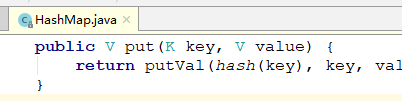 HashMap.java
public V put(K key, V value) {
return putVal(hash(key), key, val
}